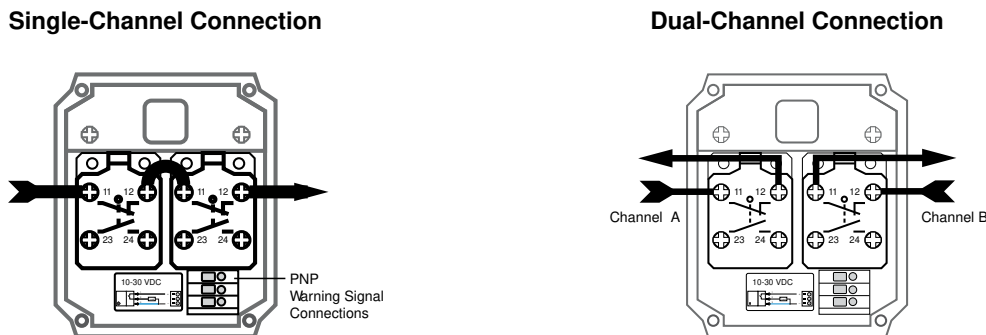 Single-Channel Connection
Dual-Channel Connection
11 12 11 12
23 24 23 24
10-30 VDC
PNP
Warning Signal
Connections
11 12 11 12
Channel A
Channel B
23 24 23 24
10-30 VDC